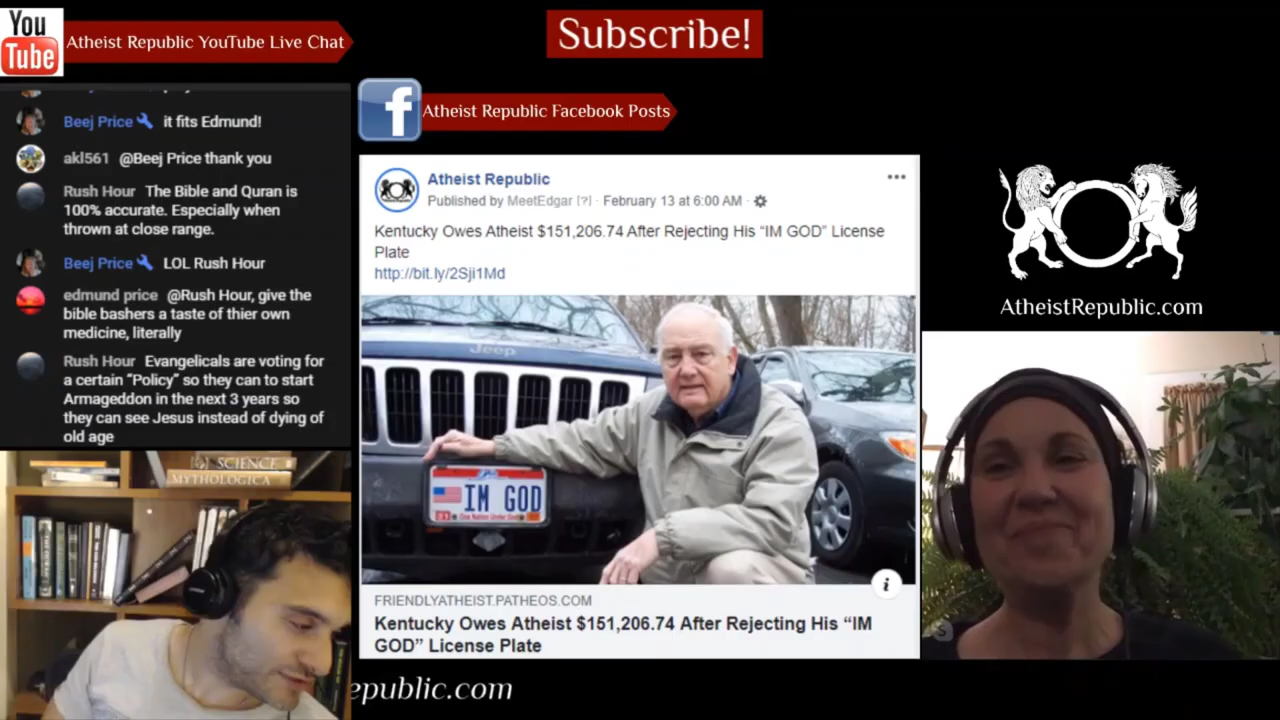 You
Tube
Atheist Republic YouTube Live Chat
Subscribe!
Beej Price it fits Edmund!
akl561 @Beej Price thank you
Rush Hour The Bible and Quran is
100% accurate. Especially when
thrown at close range.
Beej Price LOL Rush Hour
edmund price @Rush Hour, give the
bible bashers a taste of thier own
medicine, literally
Rush Hour Evangelicals are voting for
a certain “Policy” so they can to start
Armageddon in the next 3 years so
they can see Jesus instead of dying of
old age
f
Atheist Republic Facebook Posts
Atheist Republic
Published by MeetEdgar [?] · February 13 at 6:00 AM ·
Kentucky Owes Atheist $151,206.74 After Rejecting His “IM GOD” License
Plate
http://bit.ly/2Sji1Md
Jeep
IM GOD
One Nation Under God
i
FRIENDLYATHEIST.PATHEOS.COM
Kentucky Owes Atheist $151,206.74 After Rejecting His “IM
GOD” License Plate
AtheistRepublic.com
SCIENCE
MYTHOLOGICA
epublic.com